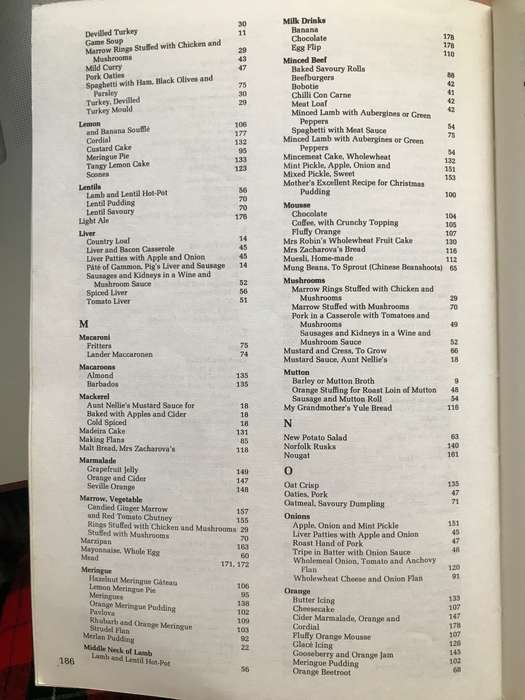 Devilled Turkey 30
Game Soup 11
Marrow Rings Stuffed with Chicken and
Mushrooms 29
Mild Curry 43
Pork Oaties 47
Spaghetti with Ham, Black Olives and
Parsley 75
Turkey, Devilled 30
Turkey Mould 29
Lemon
and Banana Soufflé 106
Cordial 177
Custard Cake 132
Meringue Pie 95
Tangy Lemon Cake 133
Scones 123
Lentils
Lamb and Lentil Hot-Pot 56
Lentil Pudding 70
Lentil Savoury 70
Light Ale 176
Liver
Country Loaf 14
Liver and Bacon Casserole 45
Liver Patties with Apple and Onion 45
Pâté of Gammon, Pig's Liver and Sausage 14
Sausages and Kidneys in a Wine and
Mushroom Sauce 52
Spiced Liver 56
Tomato Liver 51
M
Macaroni
Fritters 75
Lander Maccaronen 74
Macaroons
Almond 135
Barbados 135
Mackerel
Aunt Nellie's Mustard Sauce for 18
Baked with Apples and Cider 18
Cold Spiced 18
Madeira Cake 131
Making Flans 85
Malt Bread, Mrs Zacharova's 118
Marmalade
Grapefruit Jelly 149
Orange and Cider 147
Seville Orange 148
Marrow, Vegetable
Candied Ginger Marrow 157
and Red Tomato Chutney 155
Rings Stuffed with Chicken and Mushrooms 29
Stuffed with Mushrooms 70
Marzipan 163
Mayonnaise, Whole Egg 60
Mead 171, 172
Meringue
Hazelnut Meringue Gâteau 106
Lemon Meringue Pie 95
Meringues 138
Orange Meringue Pudding 102
Pavlova 109
Rhubarb and Orange Meringue 103
Strudel Flan 92
Merlan Pudding 22
Middle Neck of Lamb
Lamb and Lentil Hot-Pot 56
186
Milk Drinks
Banana 178
Chocolate 178
Egg Flip 110
Minced Beef
Baked Savoury Rolls 88
Beefburgers 42
Bobotie 42
Chilli Con Carne 41
Meat Loaf 42
Minced Lamb with Aubergines or Green
Peppers 54
Spaghetti with Meat Sauce 75
Minced Lamb with Aubergines or Green
Peppers 54
Mincemeat Cake, Wholewheat 132
Mint Pickle, Apple, Onion and 151
Mixed Pickle, Sweet 153
Mother's Excellent Recipe for Christmas
Pudding 100
Mousse
Chocolate 104
Coffee, with Crunchy Topping 105
Fluffy Orange 107
Mrs Robin's Wholewheat Fruit Cake 130
Mrs Zacharova's Bread 118
Muesli, Home-made 112
Mung Beans, To Sprout (Chinese Beanshoots) 65
Mushrooms
Marrow Rings Stuffed with Chicken and
Mushrooms 29
Marrow Stuffed with Mushrooms 70
Pork in a Casserole with Tomatoes and
Mushrooms 49
Sausages and Kidneys in a Wine and
Mushroom Sauce 52
Mustard and Cress, To Grow 66
Mustard Sauce, Aunt Nellie's 18
Mutton
Barley or Mutton Broth 9
Orange Stuffing for Roast Loin of Mutton 48
Sausage and Mutton Roll 54
My Grandmother's Yule Bread 116
N
New Potato Salad 63
Norfolk Rusks 140
Nougat 161
O
Oat Crisp 135
Oaties, Pork 47
Oatmeal, Savoury Dumpling 71
Onions
Apple, Onion and Mint Pickle 151
Liver Patties with Apple and Onion 45
Roast Hand of Pork 47
Tripe in Batter with Onion Sauce 48
Wholemeal Onion, Tomato and Anchovy
Flan 120
Wholewheat Cheese and Onion Flan 91
Orange
Butter Icing 133
Cheesecake 107
Cider Marmalade, Orange and 147
Cordial 178
Fluffy Orange Mousse 107
Glacé Icing 126
Gooseberry and Orange Jam 145
Meringue Pudding 102
Orange Beetroot 68